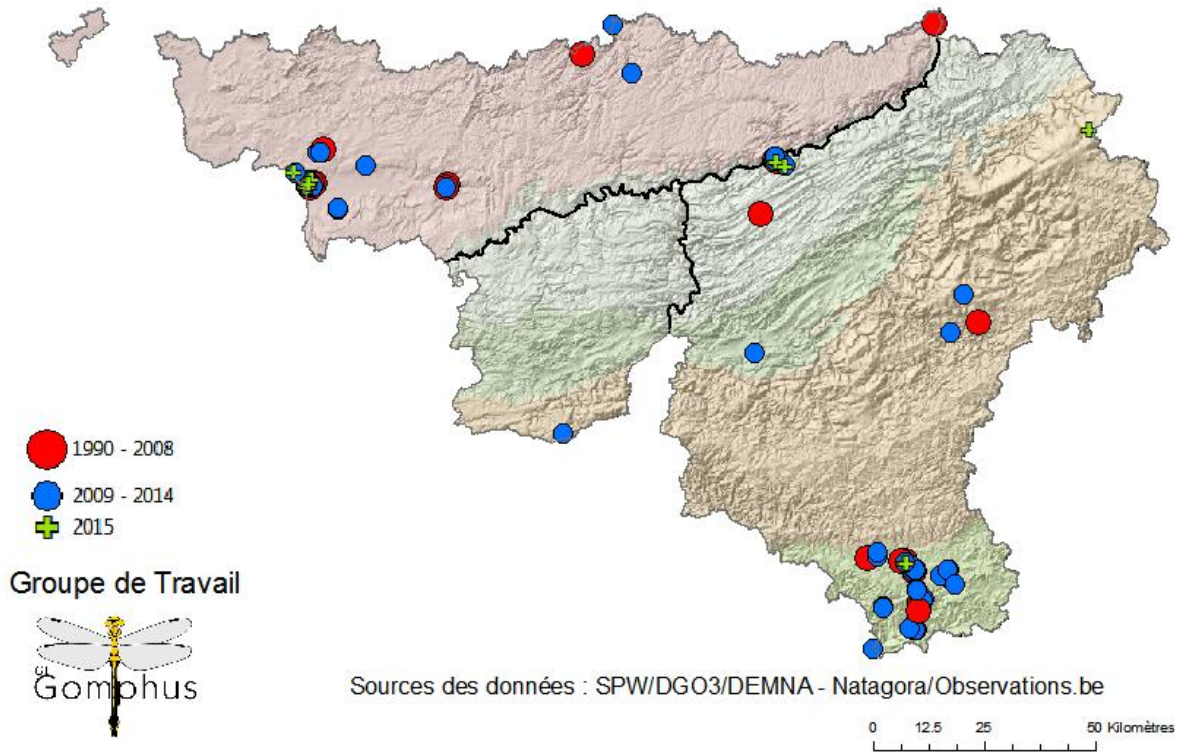 1990 - 2008
2009 - 2014
2015
Groupe de Travail
GT
Gomphus
Sources des données : SPW/DGO3/DEMNA - Natagora/Observations.be
0 12.5 25 50 Kilomètres